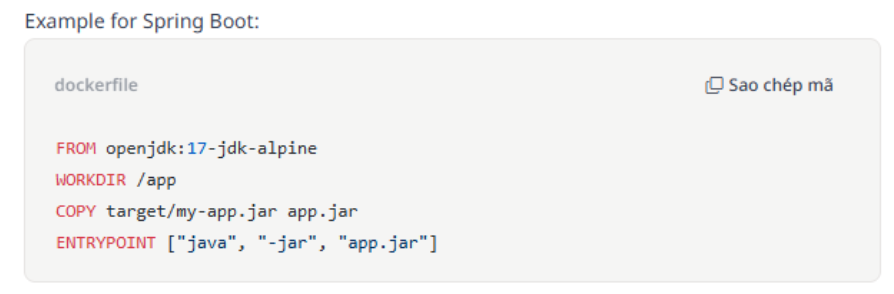 Example for Spring Boot:
dockerfile
Sao chép mã
FROM openjdk:17-jdk-alpine
WORKDIR /app
COPY target/my-app.jar app.jar
ENTRYPOINT ["java", "-jar", "app.jar"]